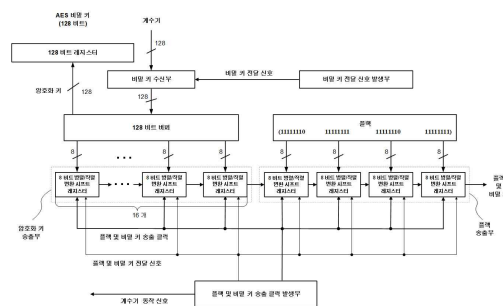 AES 비밀 키
(128 비트)
계수기
128 비트 레지스터
128
비밀 키 수신부
비밀 키 전달 신호
비밀 키 전달 신호 발생부
암호화 키
128
128
128 비트 버퍼
플랙
(11111110 11111111 11111110 11111111)
8 8 8 8 8 8 8
8 비트 병렬/직렬 변환 시프트 레지스터
8 비트 병렬/직렬 변환 시프트 레지스터
8 비트 병렬/직렬 변환 시프트 레지스터
8 비트 병렬/직렬 변환 시프트 레지스터
8 비트 병렬/직렬 변환 시프트 레지스터
8 비트 병렬/직렬 변환 시프트 레지스터
8 비트 병렬/직렬 변환 시프트 레지스터
플랙
및
비밀
16 개
암호화 키
송출부
플랙
송출부
플랙 및 비밀 키 송출 클럭
플랙 및 비밀 키 전달 신호
플랙 및 비밀 키 송출 클럭 발생부
계수기 동작 신호